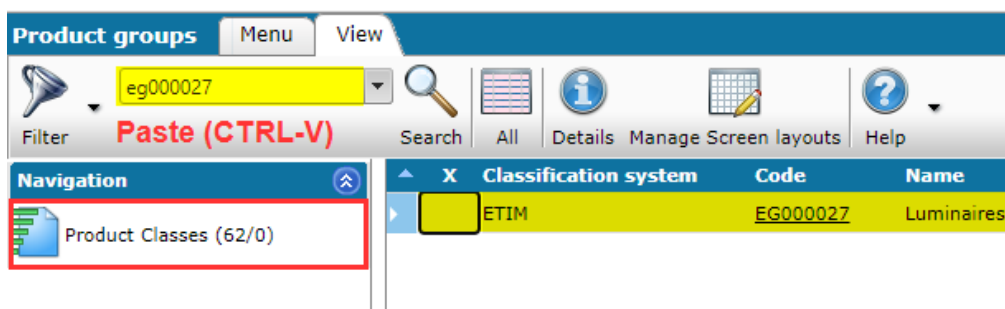 Product groups Menu View
eg000027
Filter Paste (CTRL-V) Search All Details Manage Screen layouts Help
Navigation X Classification system Code Name
Product Classes (62/0) ETIM EG000027 Luminaires